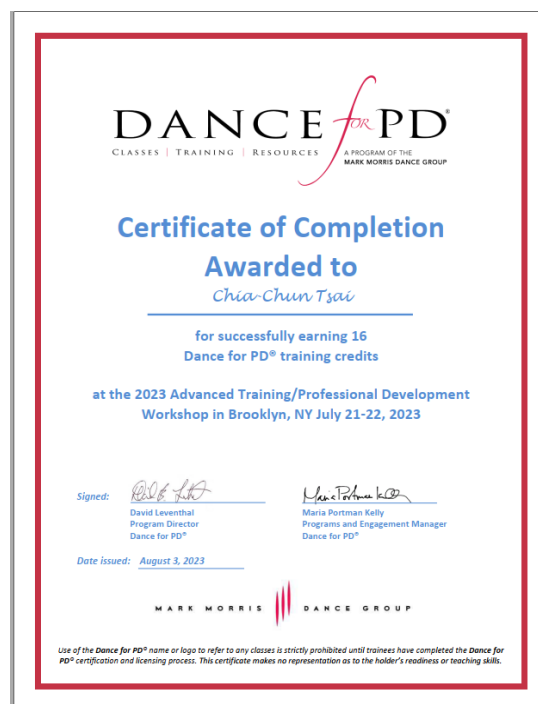 DANCE for PD®
CLASSES | TRAINING | RESOURCES
A PROGRAM OF THE
MARK MORRIS DANCE GROUP
Certificate of Completion
Awarded to
Chia-Chun Tsai
for successfully earning 16
Dance for PD® training credits
at the 2023 Advanced Training/Professional Development
Workshop in Brooklyn, NY July 21-22, 2023
Signed:
David Leventhal
Program Director
Dance for PD®
Maria Portman Kelly
Maria Portman Kelly
Programs and Engagement Manager
Dance for PD®
Date issued: August 3, 2023
MARK MORRIS DANCE GROUP
Use of the Dance for PD® name or logo to refer to any classes is strictly prohibited until trainees have completed the Dance for
PD® certification and licensing process. This certificate makes no representation as to the holder's readiness or teaching skills.